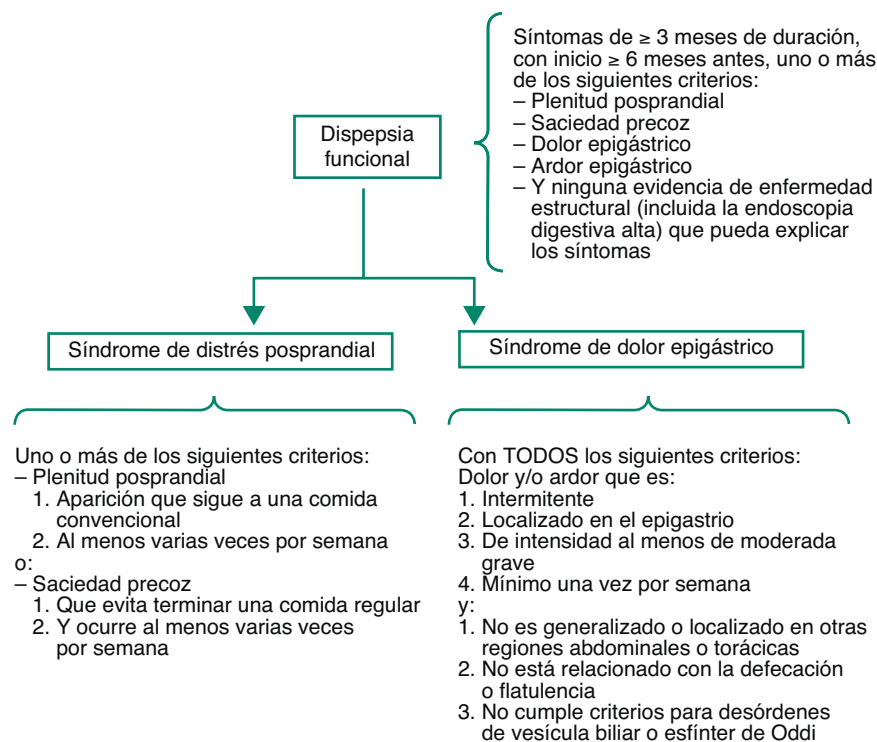 Síntomas de ≥ 3 meses de duración,
con inicio ≥ 6 meses antes, uno o más
de los siguientes criterios:
– Plenitud posprandial
– Saciedad precoz
– Dolor epigástrico
– Ardor epigástrico
– Y ninguna evidencia de enfermedad
estructural (incluida la endoscopia
digestiva alta) que pueda explicar
los síntomas
Dispepsia
funcional
Síndrome de distrés posprandial
Síndrome de dolor epigástrico
Uno o más de los siguientes criterios:
– Plenitud posprandial
1. Aparición que sigue a una comida
convencional
2. Al menos varias veces por semana
o:
– Saciedad precoz
1. Que evita terminar una comida regular
2. Y ocurre al menos varias veces
por semana
Con TODOS los siguientes criterios:
Dolor y/o ardor que es:
1. Intermitente
2. Localizado en el epigastrio
3. De intensidad al menos de moderada
grave
4. Mínimo una vez por semana
y:
1. No es generalizado o localizado en otras
regiones abdominales o torácicas
2. No está relacionado con la defecación
o flatulencia
3. No cumple criterios para desórdenes
de vesícula biliar o esfínter de Oddi